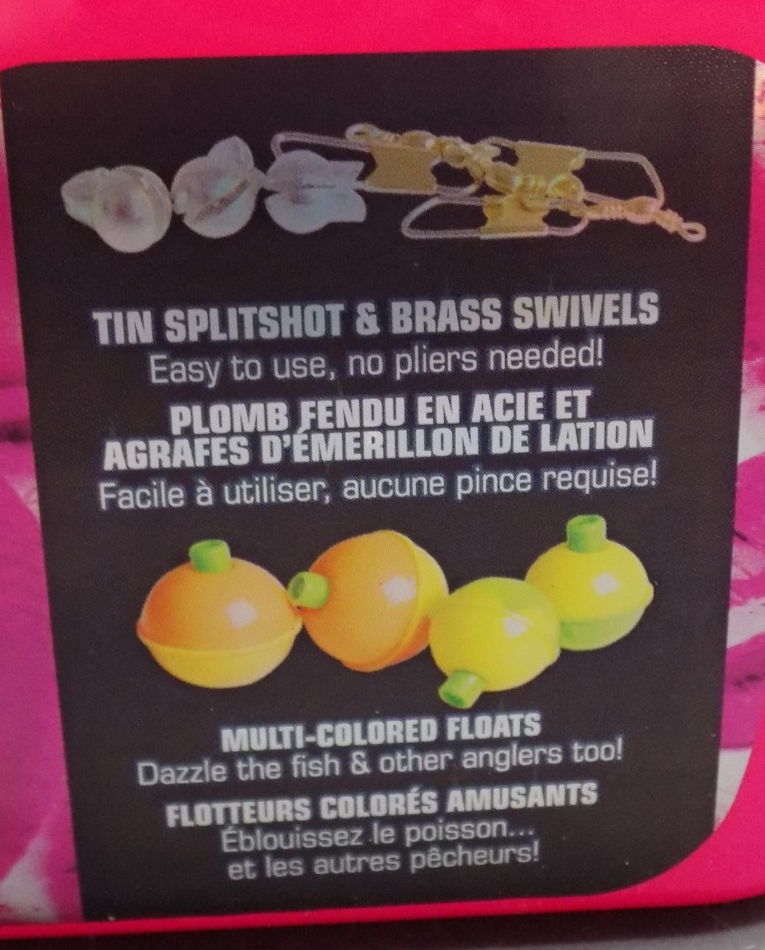 TIN SPLITSHOT & BRASS SWIVELS
Easy to use, no pliers needed!
PLOMB FENDU EN ACIE ET
AGRAFES D'ÉMERILLON DE LATION
Facile à utiliser, aucune pince requise!
MULTI-COLORED FLOATS
Dazzle the fish & other anglers too!
FLOTTEURS COLORÉS AMUSANTS
Éblouissez le poisson...
et les autres pêcheurs!